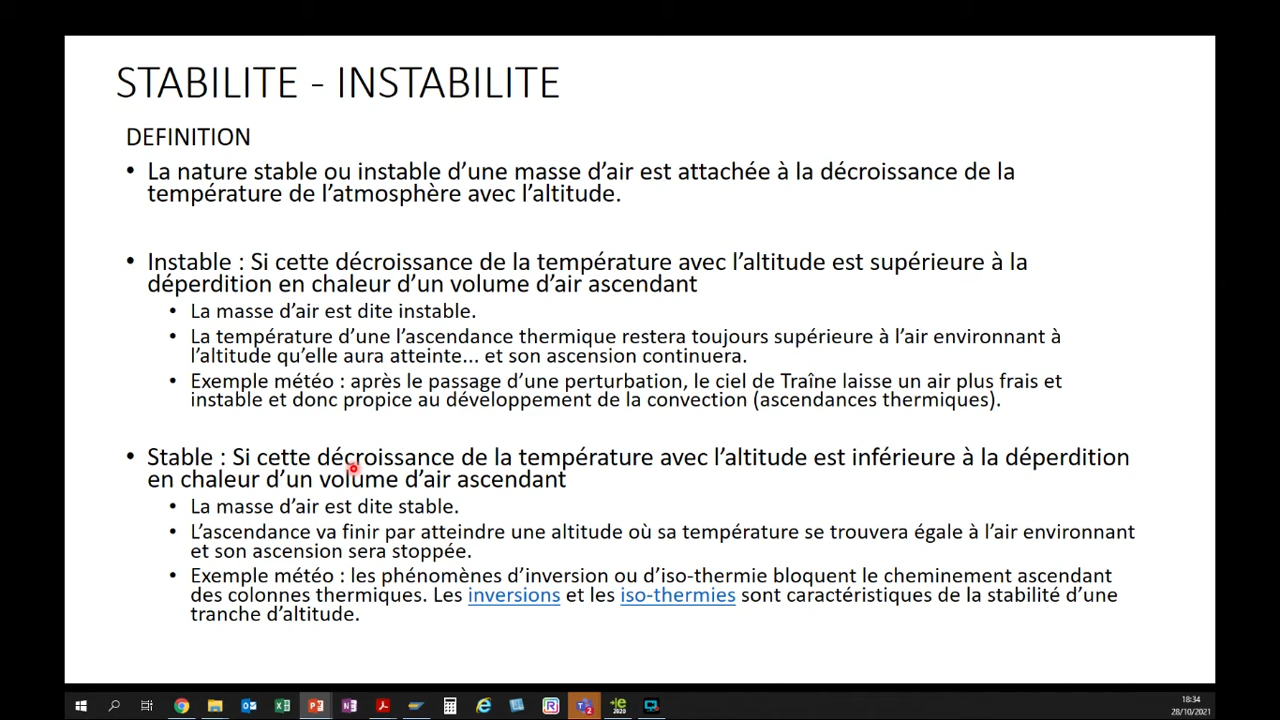 STABILITE - INSTABILITE
DEFINITION
• La nature stable ou instable d’une masse d’air est attachée à la décroissance de la
température de l’atmosphère avec l’altitude.
• Instable : Si cette décroissance de la température avec l’altitude est supérieure à la
déperdition en chaleur d’un volume d’air ascendant
• La masse d’air est dite instable.
• La température d’une l’ascendance thermique restera toujours supérieure à l’air environnant à
l’altitude qu’elle aura atteinte... et son ascension continuera.
• Exemple météo : après le passage d’une perturbation, le ciel de Traîne laisse un air plus frais et
instable et donc propice au développement de la convection (ascendances thermiques).
• Stable : Si cette décroissance de la température avec l’altitude est inférieure à la déperdition
en chaleur d’un volume d’air ascendant
• La masse d’air est dite stable.
• L’ascendance va finir par atteindre une altitude où sa température se trouvera égale à l’air environnant
et son ascension sera stoppée.
• Exemple météo : les phénomènes d’inversion ou d’iso-thermie bloquent le cheminement ascendant
des colonnes thermiques. Les inversions et les iso-thermies sont caractéristiques de la stabilité d’une
tranche d’altitude.
18:34
28/10/2021